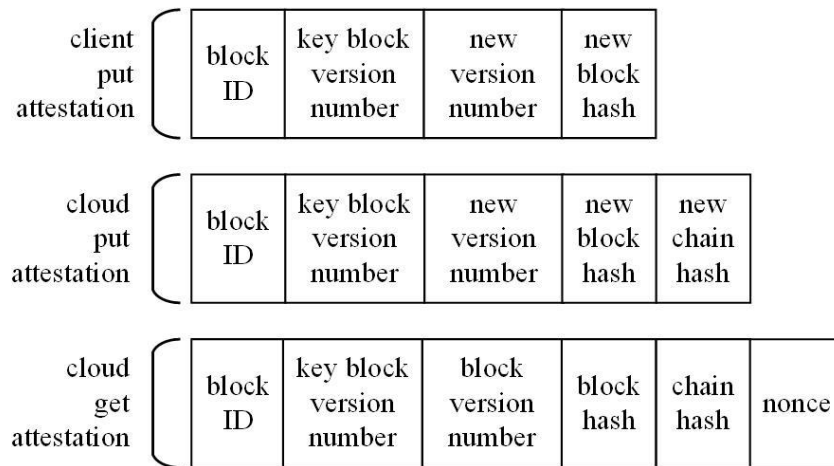 client
put
attestation
block
ID
key block
version
number
new
version
number
new
block
hash
cloud
put
attestation
block
ID
key block
version
number
new
version
number
new
block
hash
new
chain
hash
cloud
get
attestation
block
ID
key block
version
number
block
version
number
block
hash
chain
hash
nonce